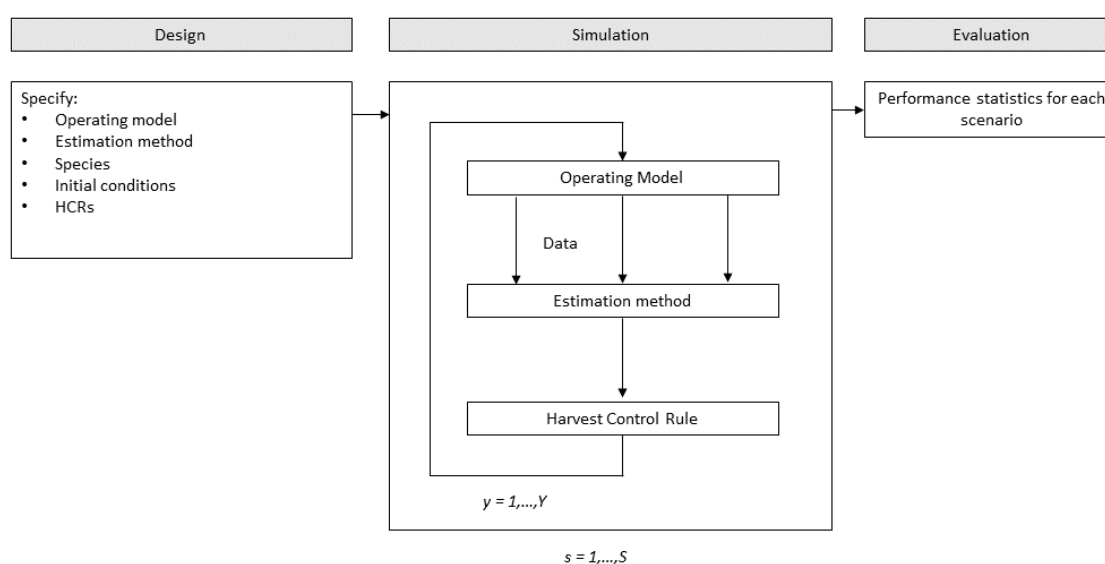 Design
Simulation
Evaluation
Specify:
• Operating model
• Estimation method
• Species
• Initial conditions
• HCRs
Operating Model
Data
Estimation method
Harvest Control Rule
y = 1,...,Y
s = 1,...,S
Performance statistics for each
scenario